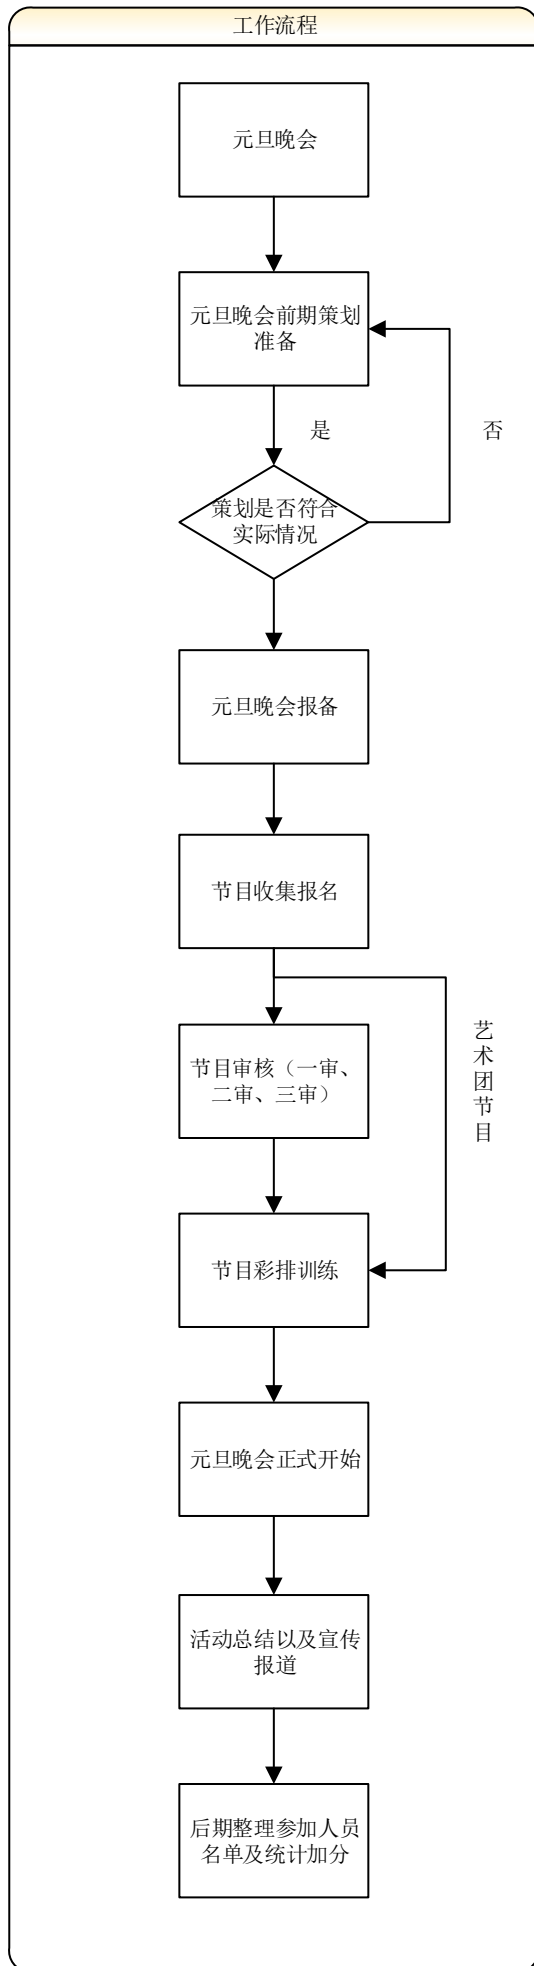 工作流程
元旦晚会
元旦晚会前期策划
准备
是
否
策划是否符合
实际情况
元旦晚会报备
节目收集报名
艺
术
团
节
目
节目审核（一审、
二审、三审）
节目彩排训练
元旦晚会正式开始
活动总结以及宣传
报道
后期整理参加人员
名单及统计加分